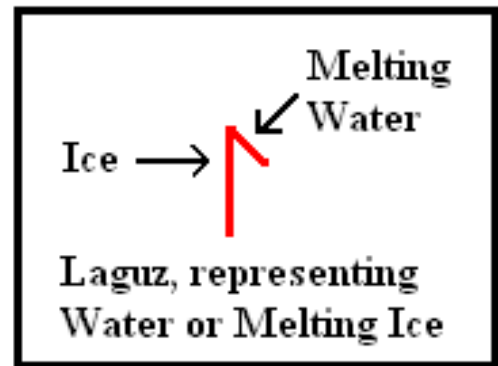 Melting
Water
Ice
Laguz, representing
Water or Melting Ice